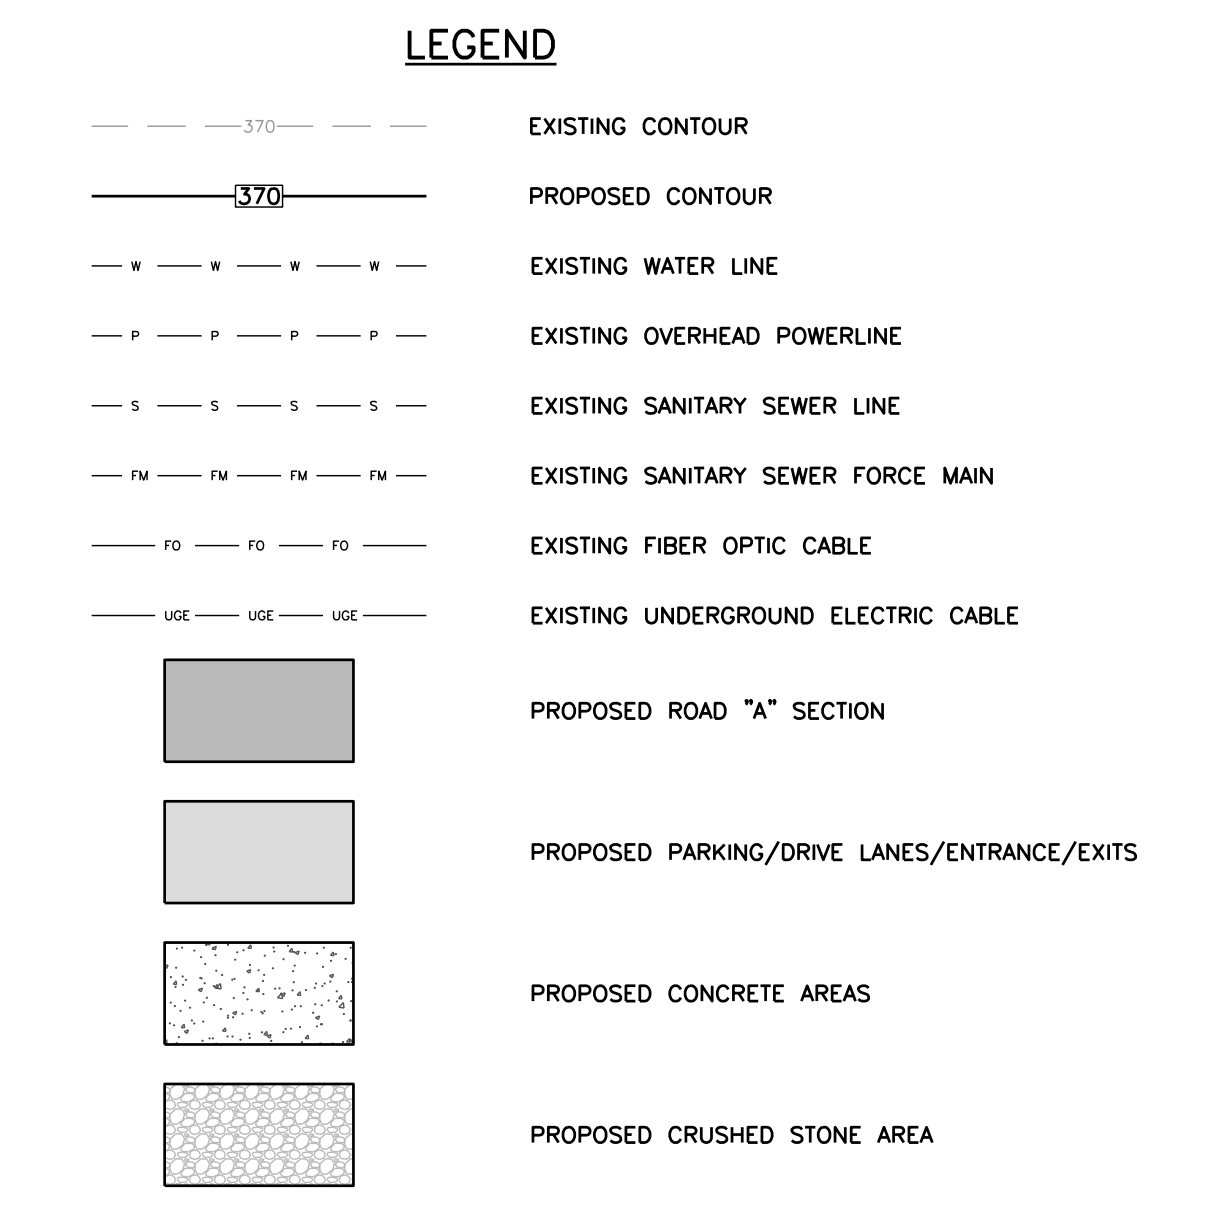 LEGEND
370 EXISTING CONTOUR
370 PROPOSED CONTOUR
W W W W EXISTING WATER LINE
P P P P EXISTING OVERHEAD POWERLINE
S S S S EXISTING SANITARY SEWER LINE
FM FM FM FM EXISTING SANITARY SEWER FORCE MAIN
FO FO FO EXISTING FIBER OPTIC CABLE
UGE UGE UGE EXISTING UNDERGROUND ELECTRIC CABLE
PROPOSED ROAD "A" SECTION
PROPOSED PARKING/DRIVE LANES/ENTRANCE/EXITS
PROPOSED CONCRETE AREAS
PROPOSED CRUSHED STONE AREA